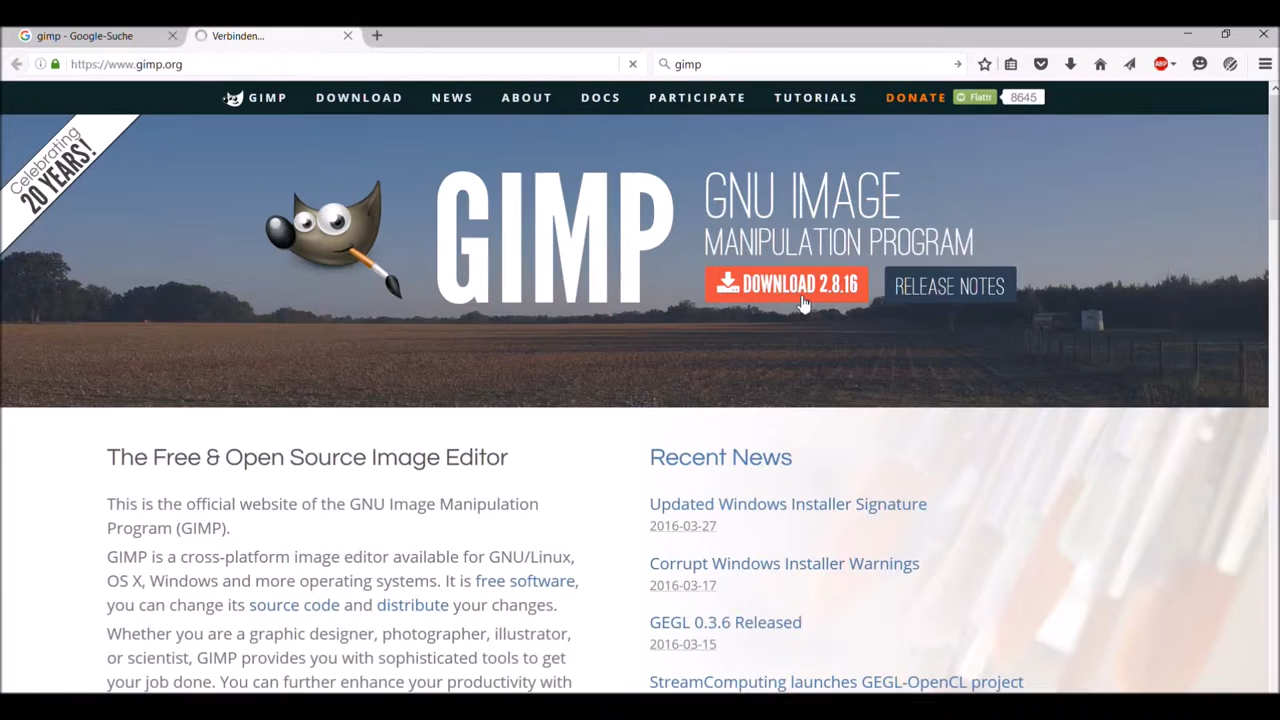 gimp - Google-Suche
Verbinden...
https://www.gimp.org
gimp
ABP
GIMP DOWNLOAD NEWS ABOUT DOCS PARTICIPATE TUTORIALS DONATE Flattr 8645
Celebrating
20 YEARS!
GIMP
GNU IMAGE
MANIPULATION PROGRAM
DOWNLOAD 2.8.16 RELEASE NOTES
The Free & Open Source Image Editor
This is the official website of the GNU Image Manipulation
Program (GIMP).
GIMP is a cross-platform image editor available for GNU/Linux,
OS X, Windows and more operating systems. It is free software,
you can change its source code and distribute your changes.
Whether you are a graphic designer, photographer, illustrator,
or scientist, GIMP provides you with sophisticated tools to get
your job done. You can further enhance your productivity with
Recent News
Updated Windows Installer Signature
2016-03-27
Corrupt Windows Installer Warnings
2016-03-17
GEGL 0.3.6 Released
2016-03-15
StreamComputing launches GEGL-OpenCL project